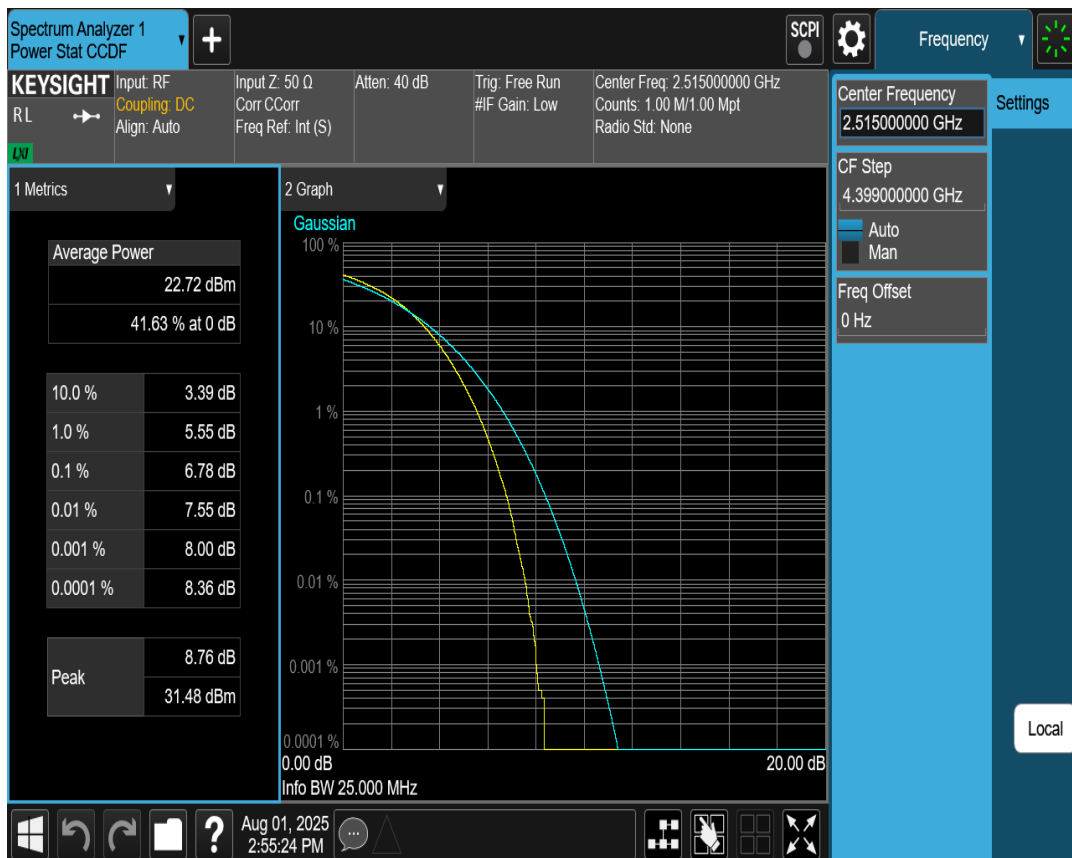 Spectrum Analyzer 1
Power Stat CCDF
SCPI
Frequency
KEYSIGHT
RL
LXI
Input: RF
Coupling: DC
Align: Auto
Input Z: 50 Ω
Corr CCorr
Freq Ref: Int (S)
Atten: 40 dB
Trig: Free Run
#IF Gain: Low
Center Freq: 2.515000000 GHz
Counts: 1.00 M/1.00 Mpt
Radio Std: None
Center Frequency
2.515000000 GHz
Settings
CF Step
4.399000000 GHz
Auto
Man
Freq Offset
0 Hz
Local
1 Metrics
Average Power
22.72 dBm
41.63 % at 0 dB
10.0 % 3.39 dB
1.0 % 5.55 dB
0.1 % 6.78 dB
0.01 % 7.55 dB
0.001 % 8.00 dB
0.0001 % 8.36 dB
Peak
8.76 dB
31.48 dBm
2 Graph
Gaussian
100 %
10 %
1 %
0.1 %
0.01 %
0.001 %
0.0001 %
0.00 dB 20.00 dB
Info BW 25.000 MHz
?
Aug 01, 2025
2:55:24 PM